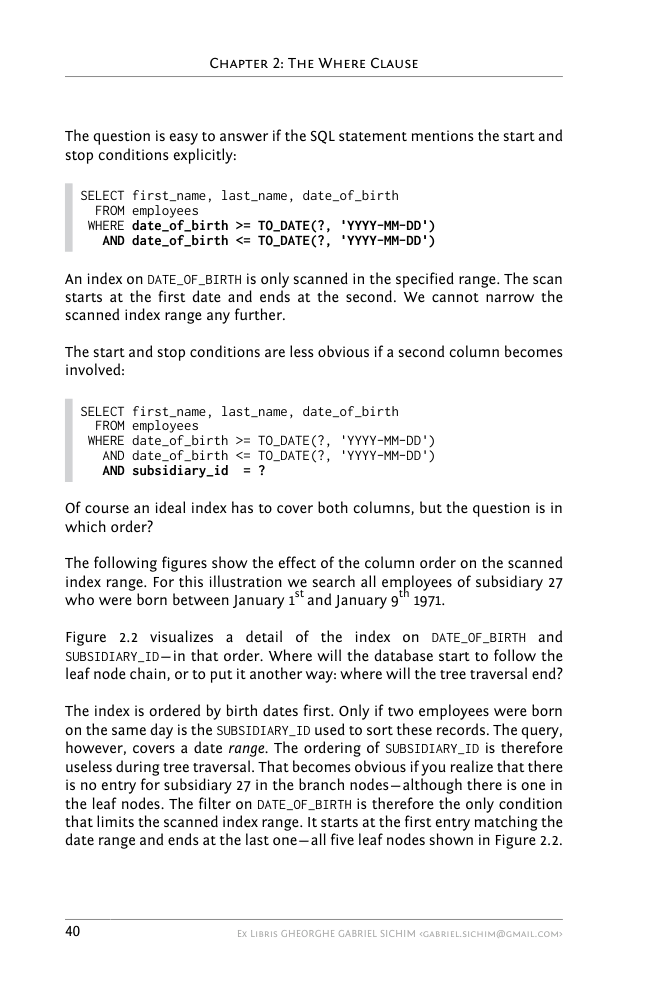 Chapter 2: The Where Clause
The question is easy to answer if the SQL statement mentions the start and
stop conditions explicitly:
SELECT first_name, last_name, date_of_birth
  FROM employees
 WHERE date_of_birth >= TO_DATE(?, 'YYYY-MM-DD')
   AND date_of_birth <= TO_DATE(?, 'YYYY-MM-DD')
An index on DATE_OF_BIRTH is only scanned in the specified range. The scan
starts at the first date and ends at the second. We cannot narrow the
scanned index range any further.
The start and stop conditions are less obvious if a second column becomes
involved:
SELECT first_name, last_name, date_of_birth
  FROM employees
 WHERE date_of_birth >= TO_DATE(?, 'YYYY-MM-DD')
   AND date_of_birth <= TO_DATE(?, 'YYYY-MM-DD')
   AND subsidiary_id  = ?
Of course an ideal index has to cover both columns, but the question is in
which order?
The following figures show the effect of the column order on the scanned
index range. For this illustration we search all employees of subsidiary 27
who were born between January 1st and January 9th 1971.
Figure 2.2 visualizes a detail of the index on DATE_OF_BIRTH and
SUBSIDIARY_ID—in that order. Where will the database start to follow the
leaf node chain, or to put it another way: where will the tree traversal end?
The index is ordered by birth dates first. Only if two employees were born
on the same day is the SUBSIDIARY_ID used to sort these records. The query,
however, covers a date range. The ordering of SUBSIDIARY_ID is therefore
useless during tree traversal. That becomes obvious if you realize that there
is no entry for subsidiary 27 in the branch nodes—although there is one in
the leaf nodes. The filter on DATE_OF_BIRTH is therefore the only condition
that limits the scanned index range. It starts at the first entry matching the
date range and ends at the last one—all five leaf nodes shown in Figure 2.2.
40 Ex Libris GHEORGHE GABRIEL SICHIM <gabriel.sichim@gmail.com>